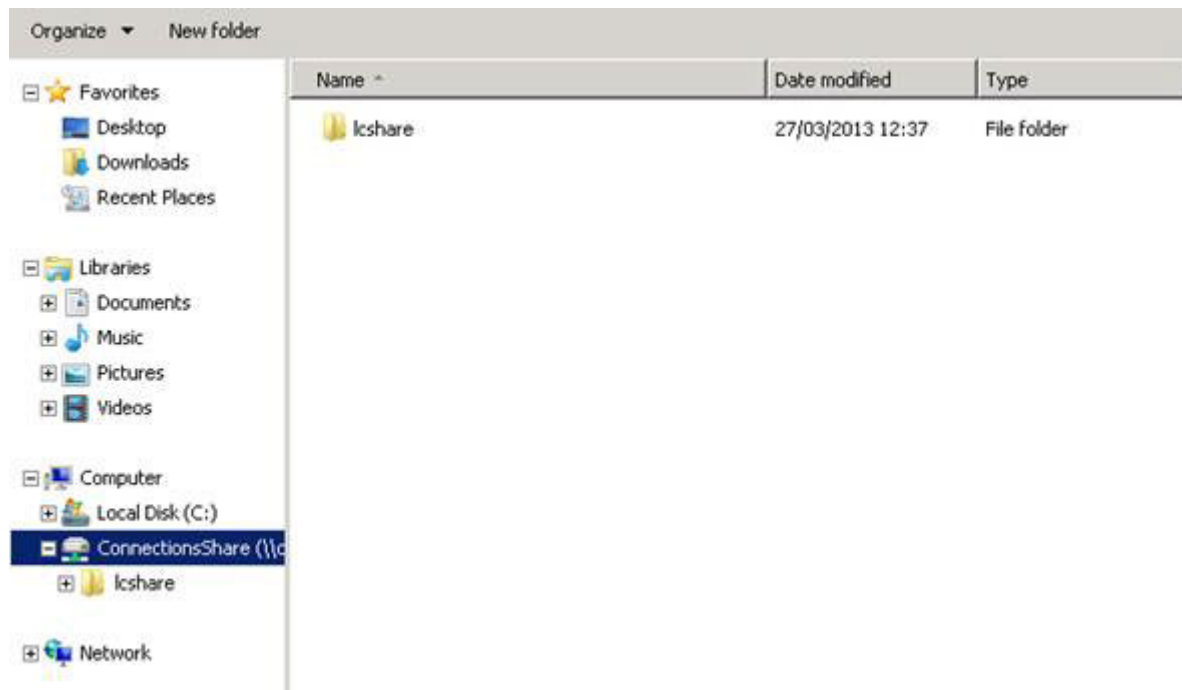 Organize New folder
Name Date modified Type
Favorites
Desktop
Downloads
Recent Places
Libraries
Documents
Music
Pictures
Videos
Computer
Local Disk (C:)
ConnectionsShare (\\c
lcshare
Network
lcshare 27/03/2013 12:37 File folder